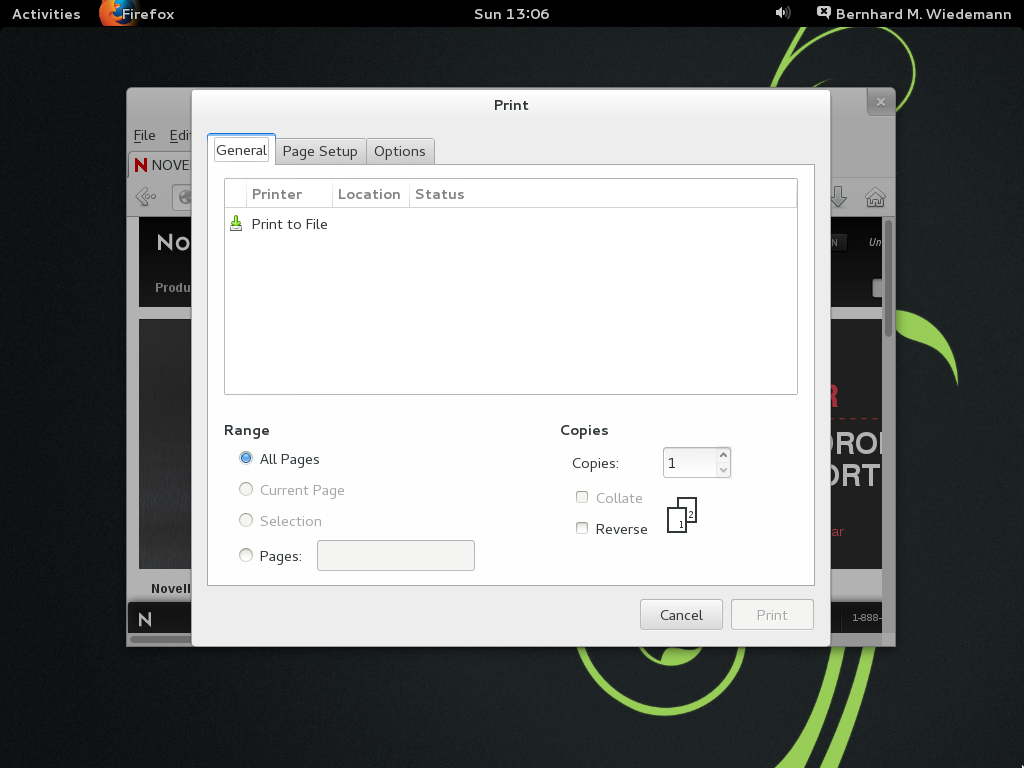 Activities Firefox Sun 13:06 Bernhard M. Wiedemann
Print
File Edi
General Page Setup Options
NOVE
Printer Location Status
Print to File
No
N Un
Produ
R
DRO
ORT
Range Copies
All Pages Copies: 1
Current Page Collate
Selection Reverse
1 2
Pages:
ar
Novell
Cancel Print
N 1-888-